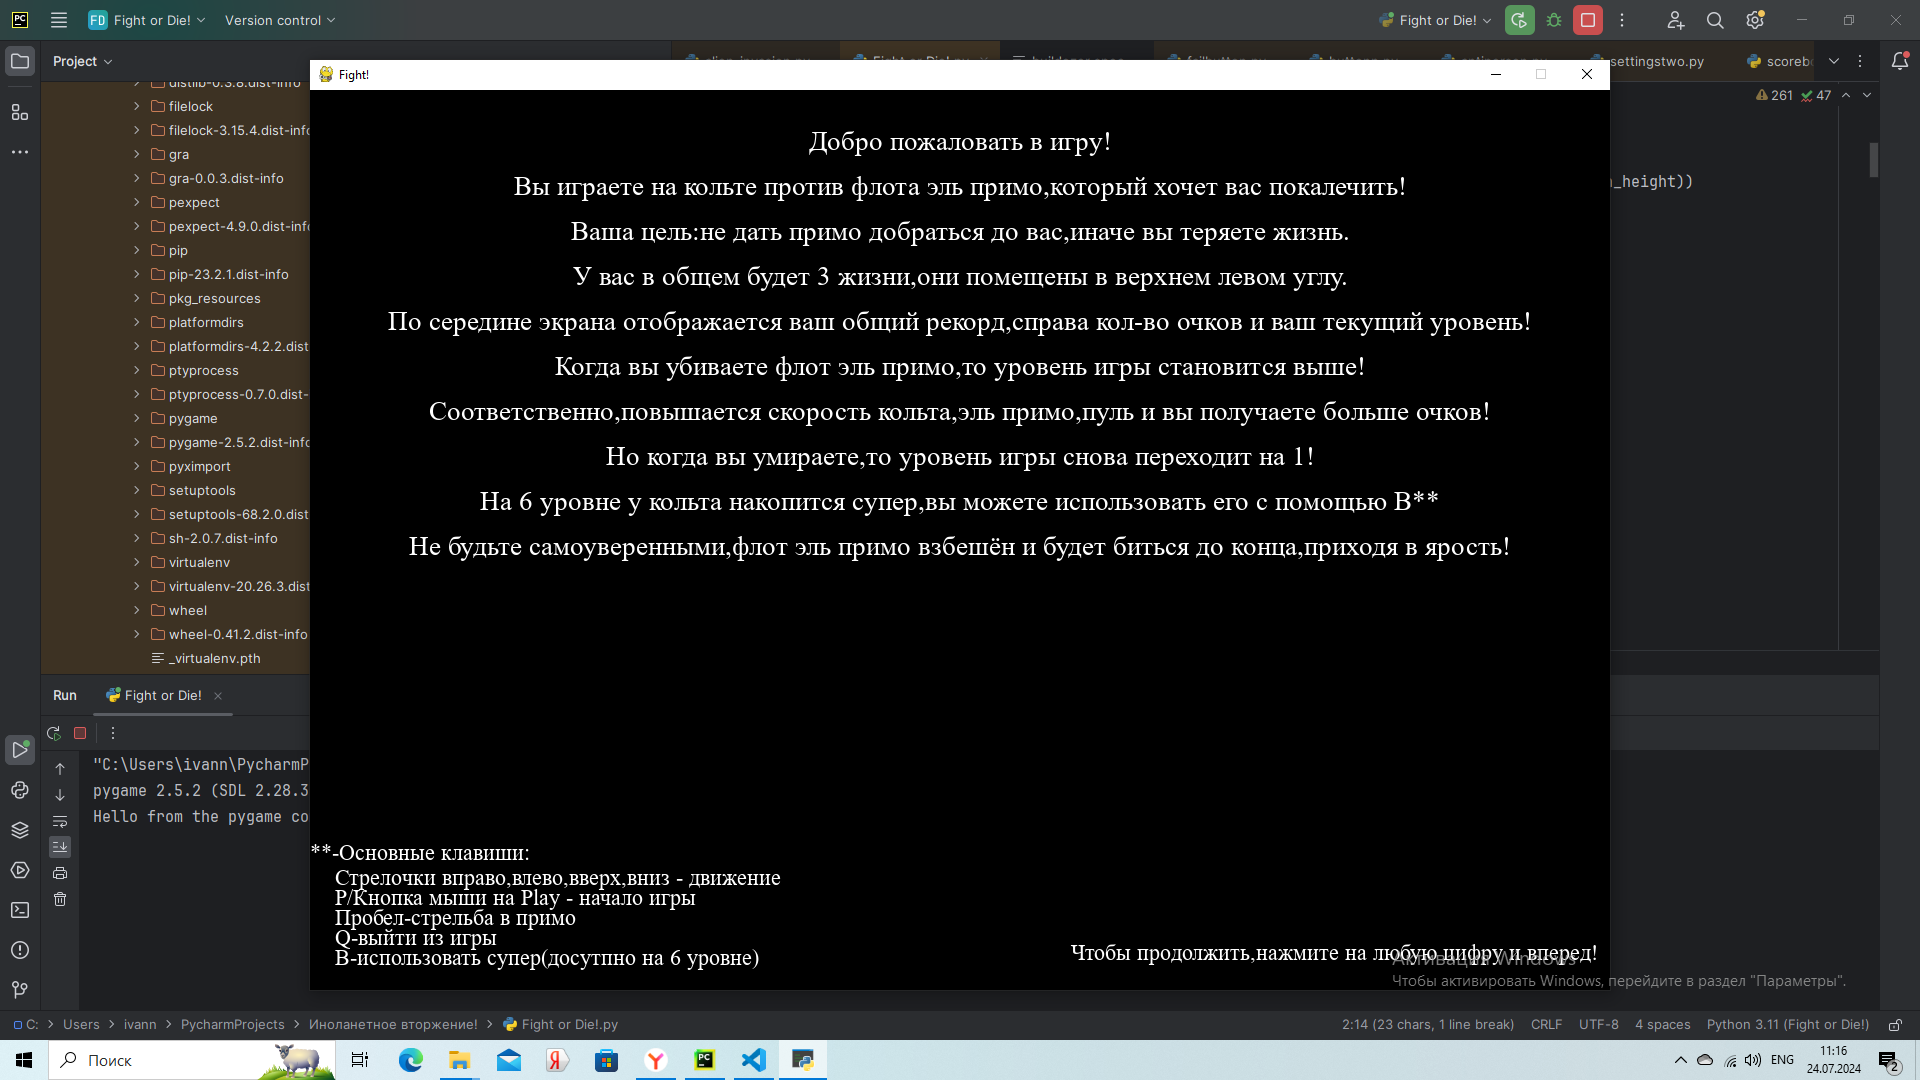 PC FD Fight or Die! Version control Fight or Die!
Project
settingstwo.py
261 47
_height))
filelock
filelock-3.15.4.dist-info
gra
gra-0.0.3.dist-info
pexpect
pexpect-4.9.0.dist-info
pip
pip-23.2.1.dist-info
pkg_resources
platformdirs
platformdirs-4.2.2.dist
ptyprocess
ptyprocess-0.7.0.dist-
pygame
pygame-2.5.2.dist-info
pyximport
setuptools
setuptools-68.2.0.dist
sh-2.0.7.dist-info
virtualenv
virtualenv-20.26.3.dist
wheel
wheel-0.41.2.dist-info
_virtualenv.pth
Fight!
Добро пожаловать в игру!
Вы играете на кольте против флота эль примо,который хочет вас покалечить!
Ваша цель:не дать примо добраться до вас,иначе вы теряете жизнь.
У вас в общем будет 3 жизни,они помещены в верхнем левом углу.
По середине экрана отображается ваш общий рекорд,справа кол-во очков и ваш текущий уровень!
Когда вы убиваете флот эль примо,то уровень игры становится выше!
Соответственно,повышается скорость кольта,эль примо,пуль и вы получаете больше очков!
Но когда вы умираете,то уровень игры снова переходит на 1!
На 6 уровне у кольта накопится супер,вы можете использовать его с помощью B**
Не будьте самоуверенными,флот эль примо взбешён и будет биться до конца,приходя в ярость!
**-Основные клавиши:
Стрелочки вправо,влево,вверх,вниз - движение
P/Кнопка мыши на Play - начало игры
Пробел-стрельба в примо
Q-выйти из игры
B-использовать супер(досутпно на 6 уровне)
Чтобы продолжить,нажмите на любую цифру и вперед!
Активация Windows
Чтобы активировать Windows, перейдите в раздел "Параметры".
Run Fight or Die!
"C:\Users\ivann\PycharmP
pygame 2.5.2 (SDL 2.28.3
Hello from the pygame co
C: Users ivann PycharmProjects Иноланетное вторжение! Fight or Die!.py
2:14 (23 chars, 1 line break) CRLF UTF-8 4 spaces Python 3.11 (Fight or Die!)
Поиск
ENG 11:16
24.07.2024
2